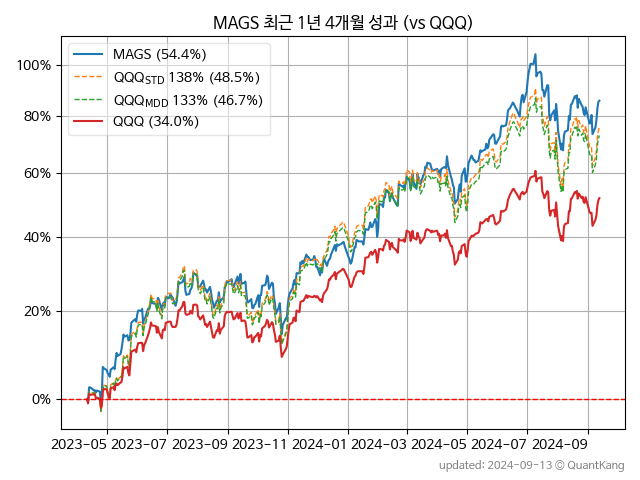 MAGS 최근 1년 4개월 성과 (vs QQQ)
MAGS (54.4%)
QQQSTD 138% (48.5%)
QQQMDD 133% (46.7%)
QQQ (34.0%)
100%
80%
60%
40%
20%
0%
2023-05 2023-07 2023-09 2023-11 2024-01 2024-03 2024-05 2024-07 2024-09
updated: 2024-09-13 © QuantKang